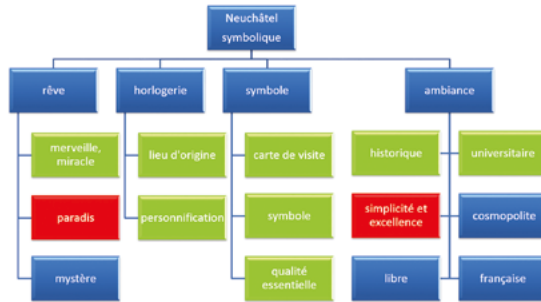 Neuchâtel
symbolique
rêve
horlogerie
symbole
ambiance
merveille,
miracle
lieu d'origine
carte de visite
historique
universitaire
paradis
personnification
symbole
simplicité et
excellence
cosmopolite
mystère
qualité
essentielle
libre
française